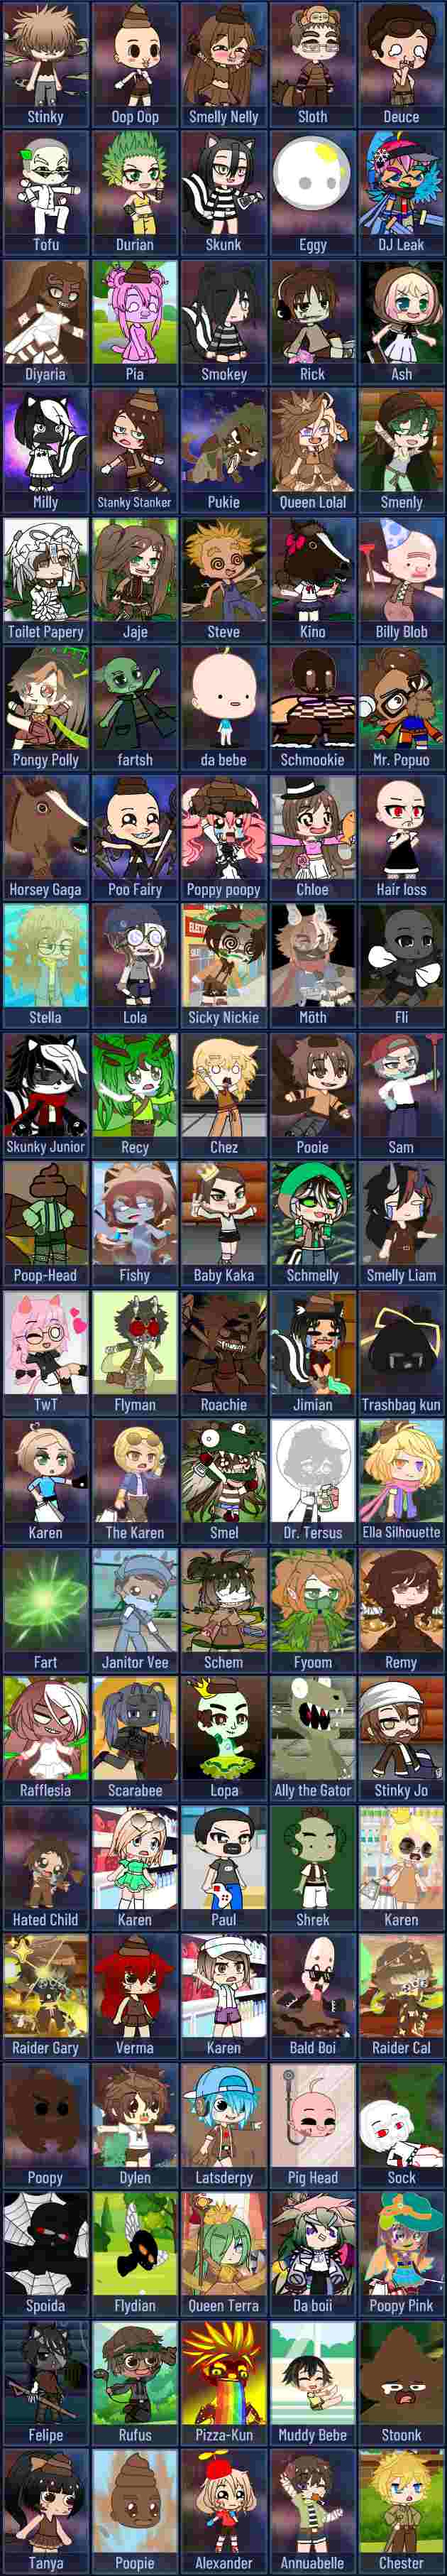 Stinky Oop Oop Smelly Nelly Sloth Deuce
Tofu Durian Skunk Eggy DJ Leak
Diyaria Pia Smokey Rick Ash
Milly Stanky Stanker Pukie Queen Lolal Smenly
Toilet Papery Jaje Steve Kino Billy Blob
Pongy Polly fartsh da bebe Schmookie Mr. Popuo
Horsey Gaga Poo Fairy Poppy poopy Chloe Hair loss
Stella Lola Sicky Nickie Möth Fli
Skunky Junior Recy Chez Pooie Sam
Poop-Head Fishy Baby Kaka Schmelly Smelly Liam
TwT Flyman Roachie Jimian Trashbag kun
Karen The Karen Smel Dr. Tersus Ella Silhouette
Fart Janitor Vee Schem Fyoom Remy
Rafflesia Scarabee Lopa Ally the Gator Stinky Jo
Hated Child Karen Paul Shrek Karen
Raider Gary Verma Karen Bald Boi Raider Cal
Poopy Dylen Latsderpy Pig Head Sock
Spoida Flydian Queen Terra Da boii Poopy Pink
Felipe Rufus Pizza-Kun Muddy Bebe Stoonk
Tanya Poopie Alexander Annuabelle Chester